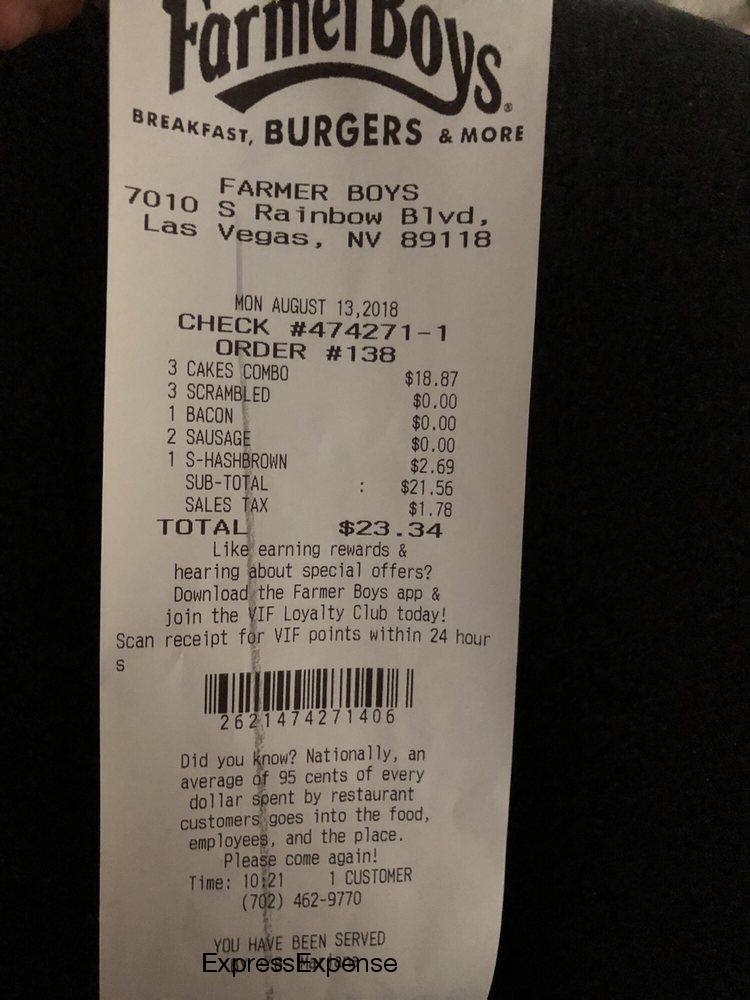 Farmer Boys®
BREAKFAST, BURGERS & MORE
FARMER BOYS
7010 S Rainbow Blvd,
Las Vegas, NV 89118
MON AUGUST 13,2018
CHECK #474271-1
ORDER #138
3 CAKES COMBO $18.87
3 SCRAMBLED $0.00
1 BACON $0.00
2 SAUSAGE $0.00
1 S-HASHBROWN $2.69
SUB-TOTAL : $21.56
SALES TAX $1.78
TOTAL $23.34
Like earning rewards &
hearing about special offers?
Download the Farmer Boys app &
join the VIF Loyalty Club today!
Scan receipt for VIF points within 24 hour
s
2621474271406
Did you know? Nationally, an
average of 95 cents of every
dollar spent by restaurant
customers goes into the food,
employees, and the place.
Please come again!
Time: 10:21 1 CUSTOMER
(702) 462-9770
YOU HAVE BEEN SERVED
ExpressExpense